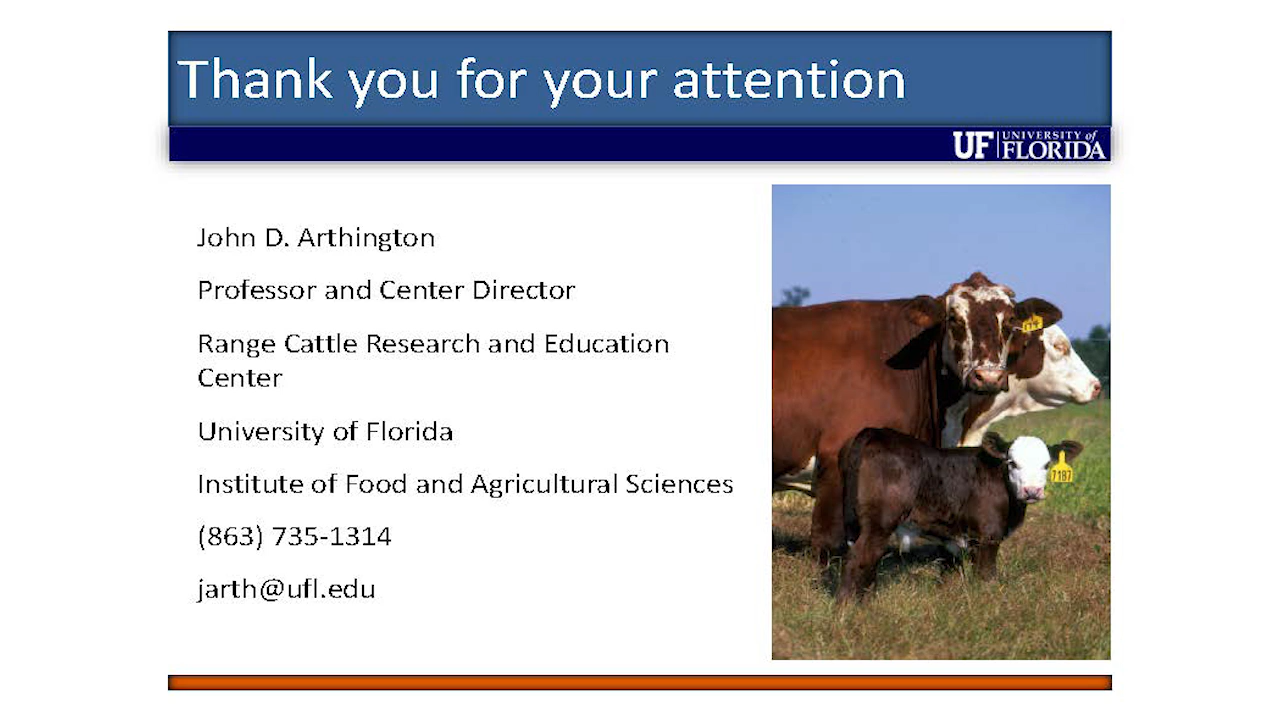 Thank you for your attention
UF UNIVERSITY of
FLORIDA
John D. Arthington
Professor and Center Director
Range Cattle Research and Education
Center
University of Florida
Institute of Food and Agricultural Sciences
(863) 735-1314
jarth@ufl.edu
7187